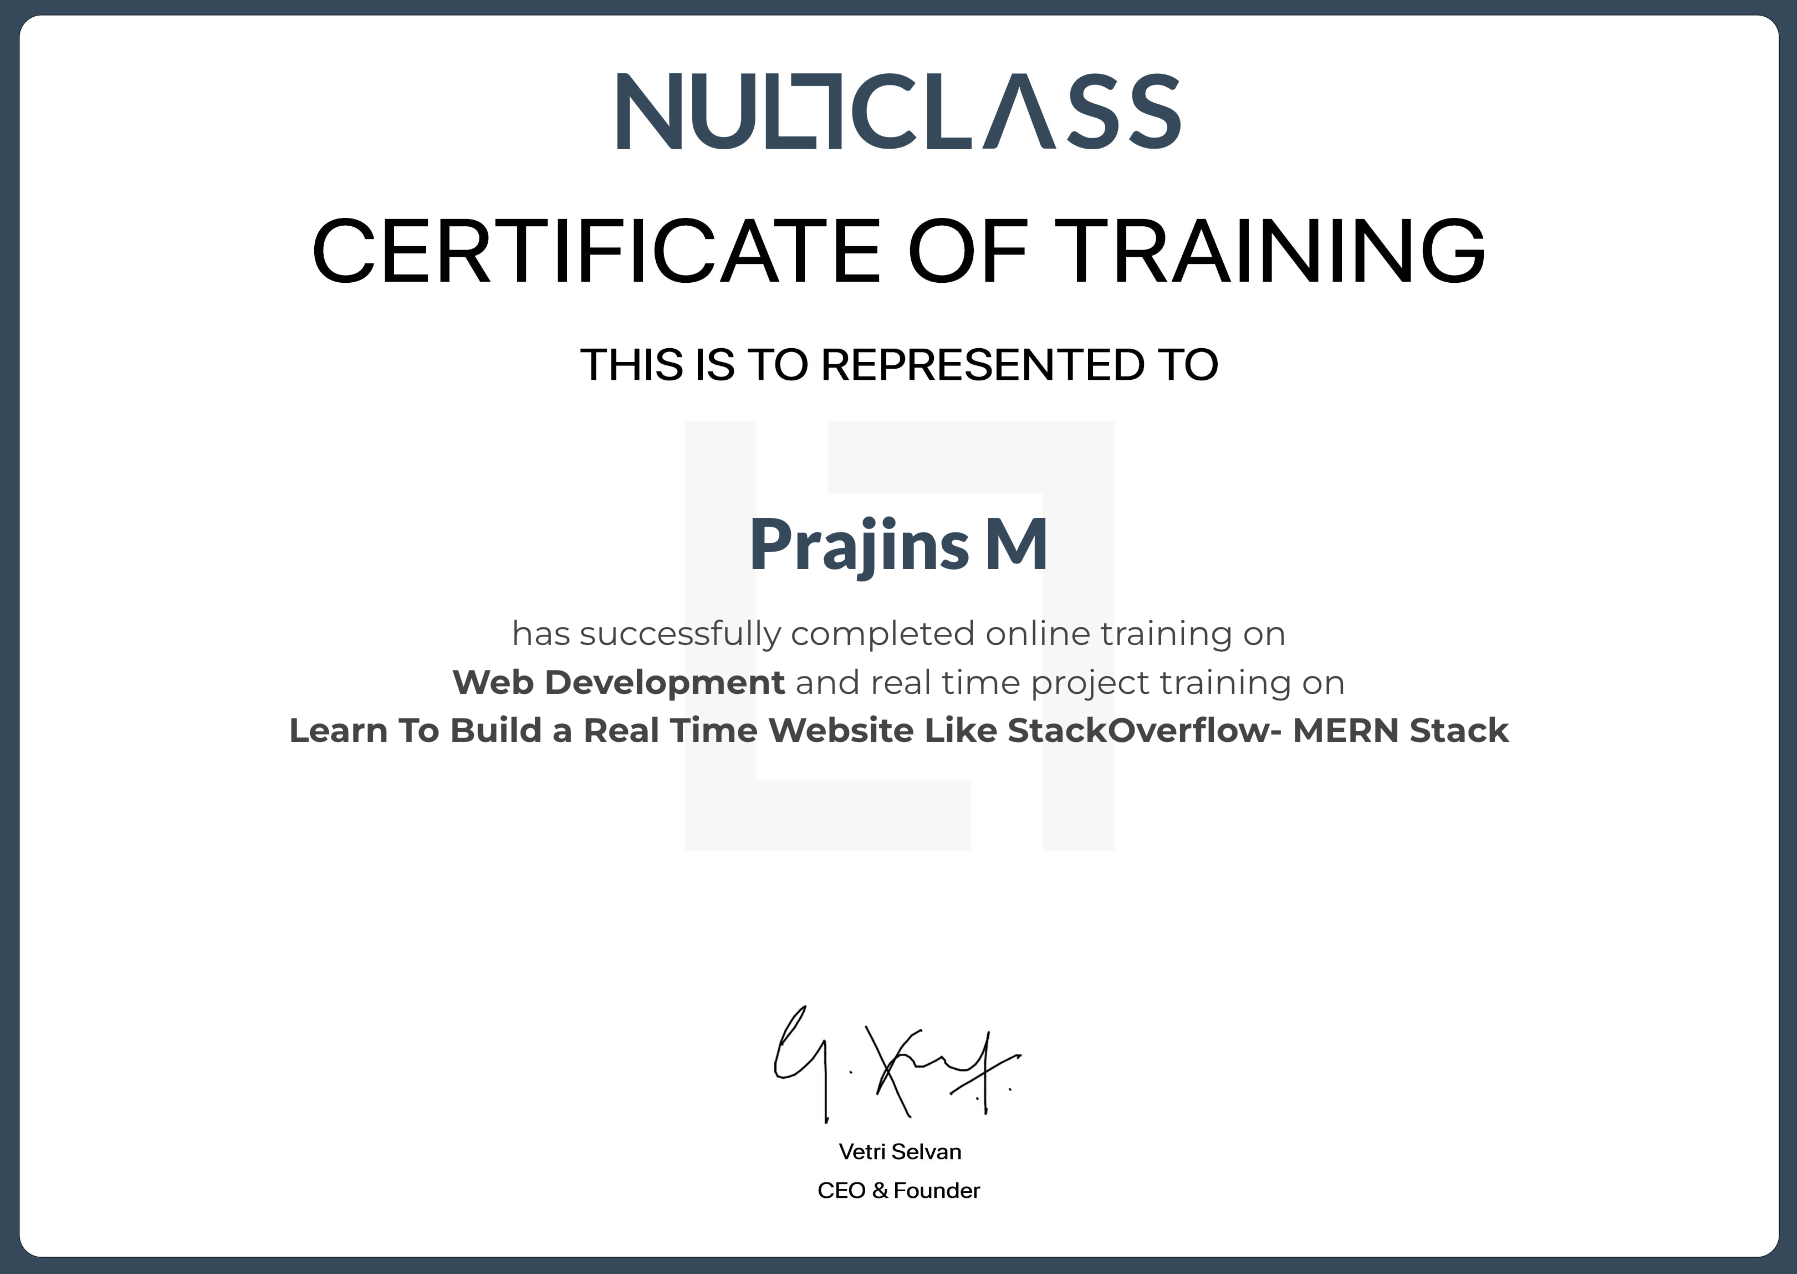 NULLCLASS
CERTIFICATE OF TRAINING
THIS IS TO REPRESENTED TO
Prajins M
has successfully completed online training on
Web Development and real time project training on
Learn To Build a Real Time Website Like StackOverflow- MERN Stack
Vetri Selvan
CEO & Founder